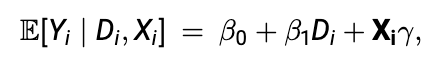 𝔼[Yᵢ | Dᵢ, Xᵢ] = β₀ + β₁Dᵢ + 𝐗ᵢγ,